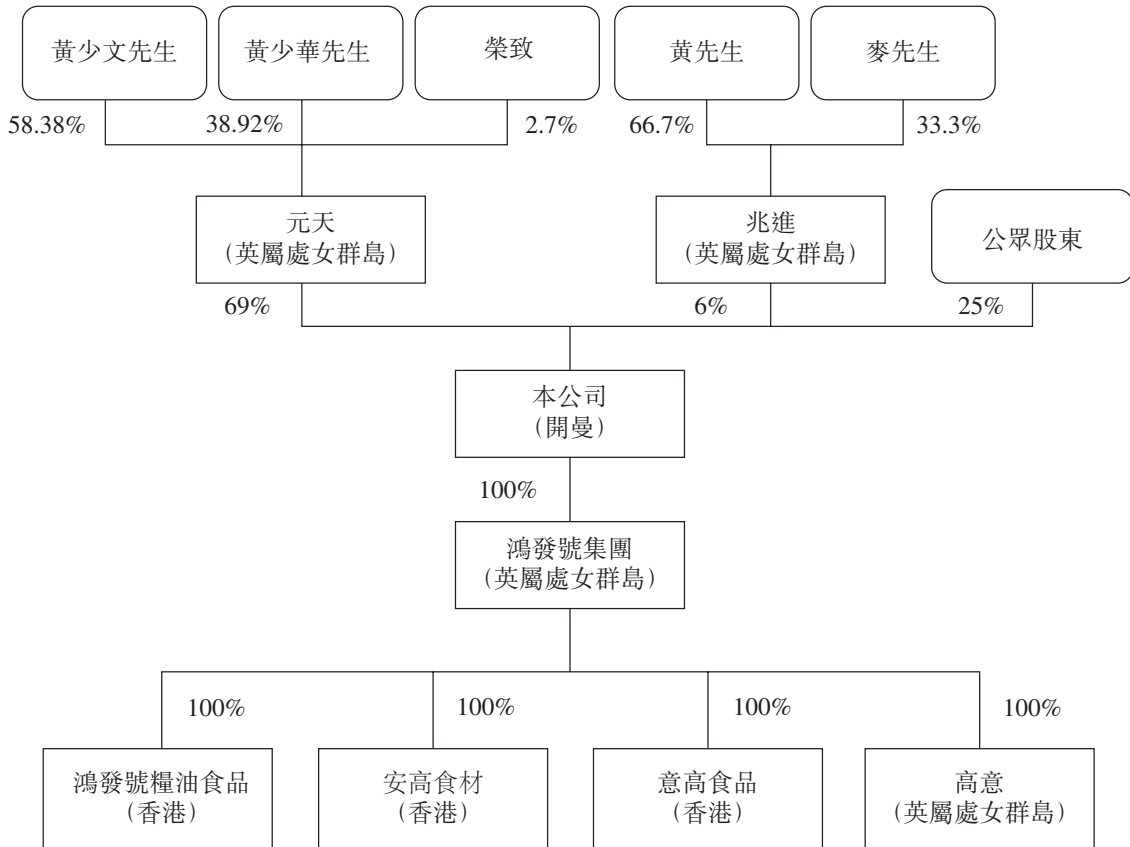 黃少文先生
黃少華先生
榮致
黃先生
麥先生
58.38%
38.92%
2.7%
66.7%
33.3%
元天
(英屬處女群島)
兆進
(英屬處女群島)
公眾股東
69%
6%
25%
本公司
(開曼)
100%
鴻發號集團
(英屬處女群島)
100%
100%
100%
100%
鴻發號糧油食品
(香港)
安高食材
(香港)
意高食品
(香港)
高意
(英屬處女群島)